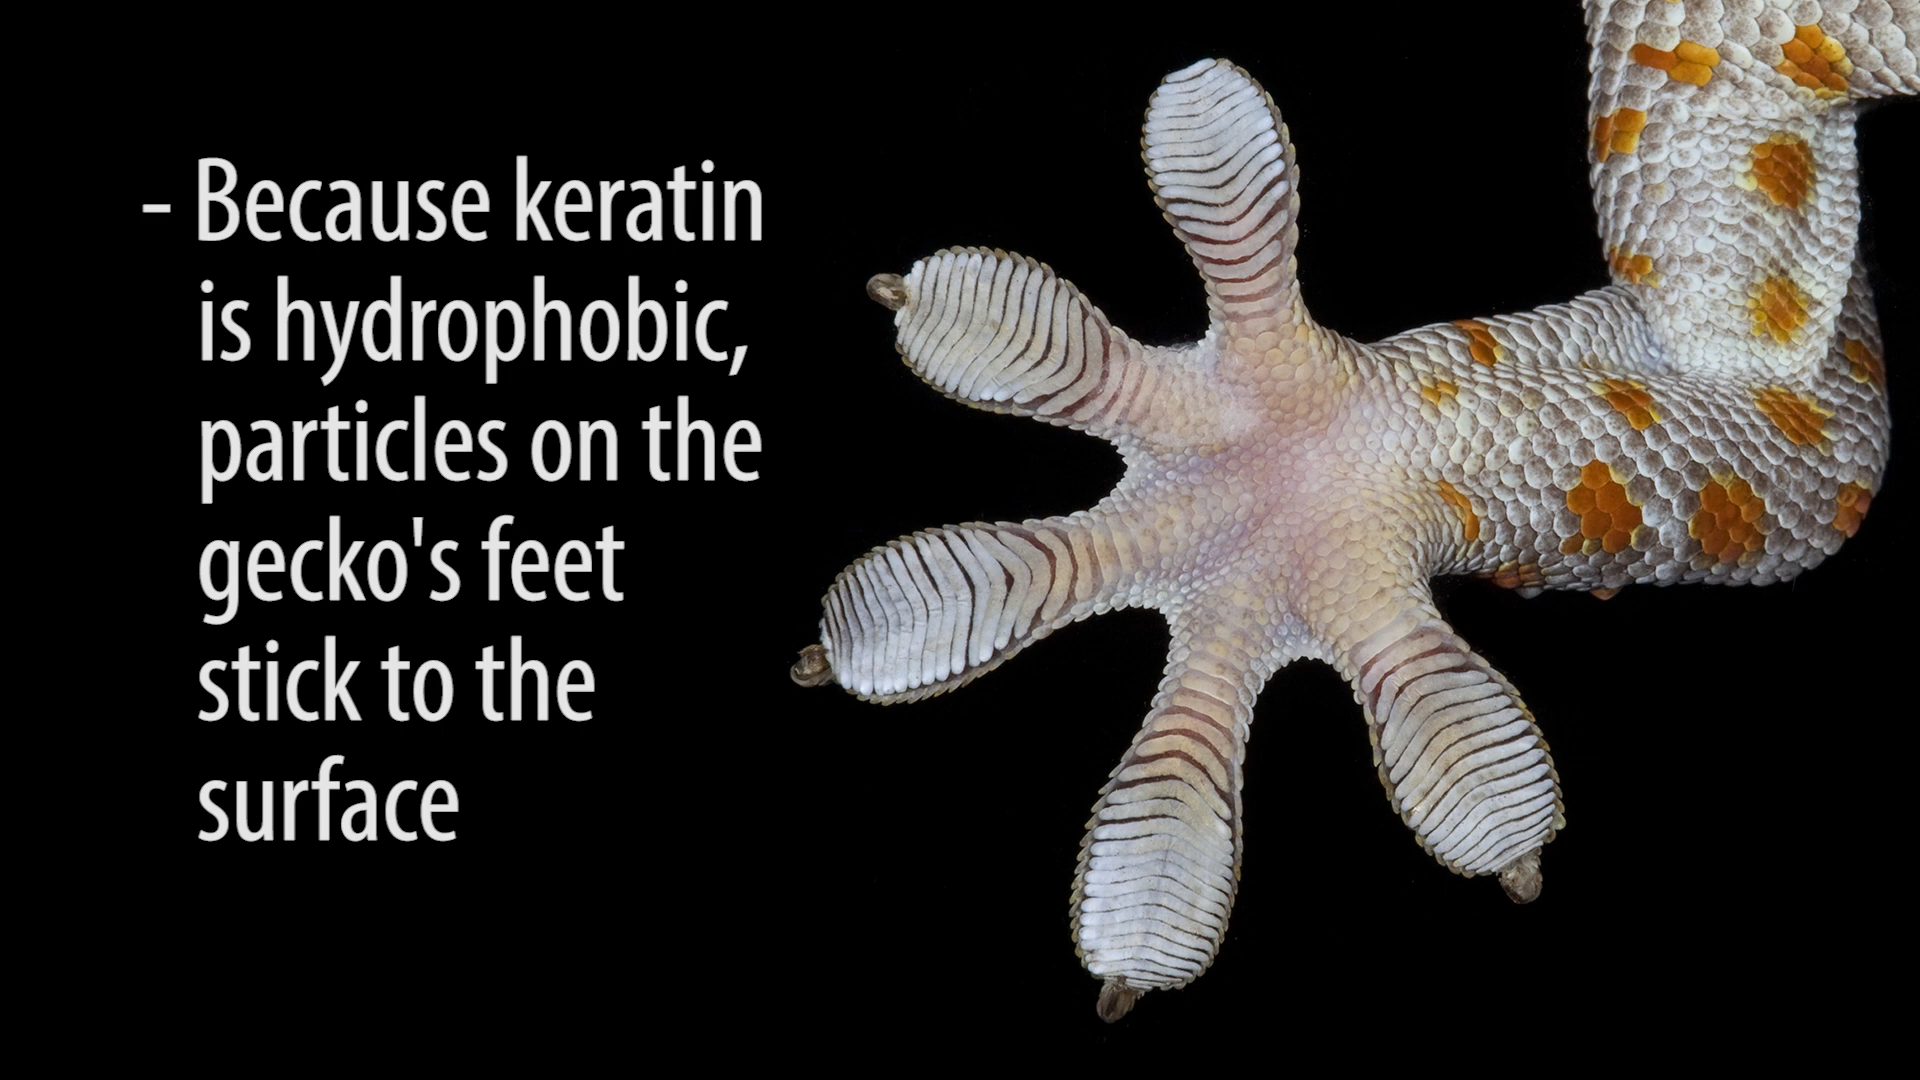 - Because keratin
is hydrophobic,
particles on the
gecko's feet
stick to the
surface